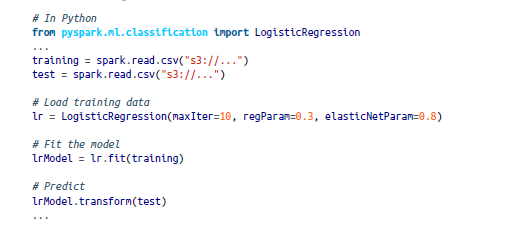 # In Python
from pyspark.ml.classification import LogisticRegression
...
training = spark.read.csv("s3://...")
test = spark.read.csv("s3://...")
# Load training data
lr = LogisticRegression(maxIter=10, regParam=0.3, elasticNetParam=0.8)
# Fit the model
lrModel = lr.fit(training)
# Predict
lrModel.transform(test)
...